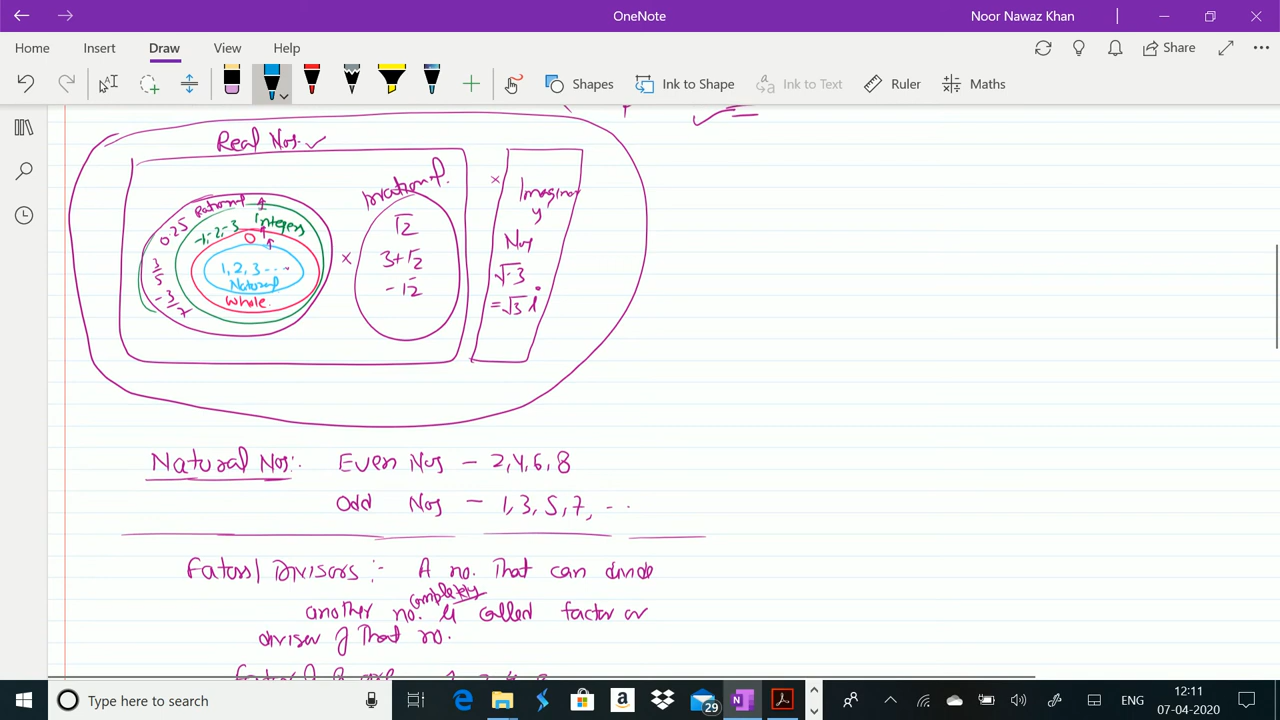 OneNote
Noor Nawaz Khan
Home Insert Draw View Help
Share
Shapes
Ink to Shape
Ink to Text
Ruler
Maths
Real Nos.
Irrational.
Rational
0.25
-1,-2,-3 Integers
0
1, 2, 3 ...
Natural
Whole.
3/5
-3/7
√2
3+√2
-√2
×
×
Imaginar
y
Nos
√-3
= √3 i
Natural Nos:. Even Nos - 2,4,6,8
Odd Nos - 1,3,5,7, ...
Fators/ Divisors :- A no. That can divide
completely
another no. is called factor or
divisor of That no.
Type here to search
29
ENG
12:11
07-04-2020